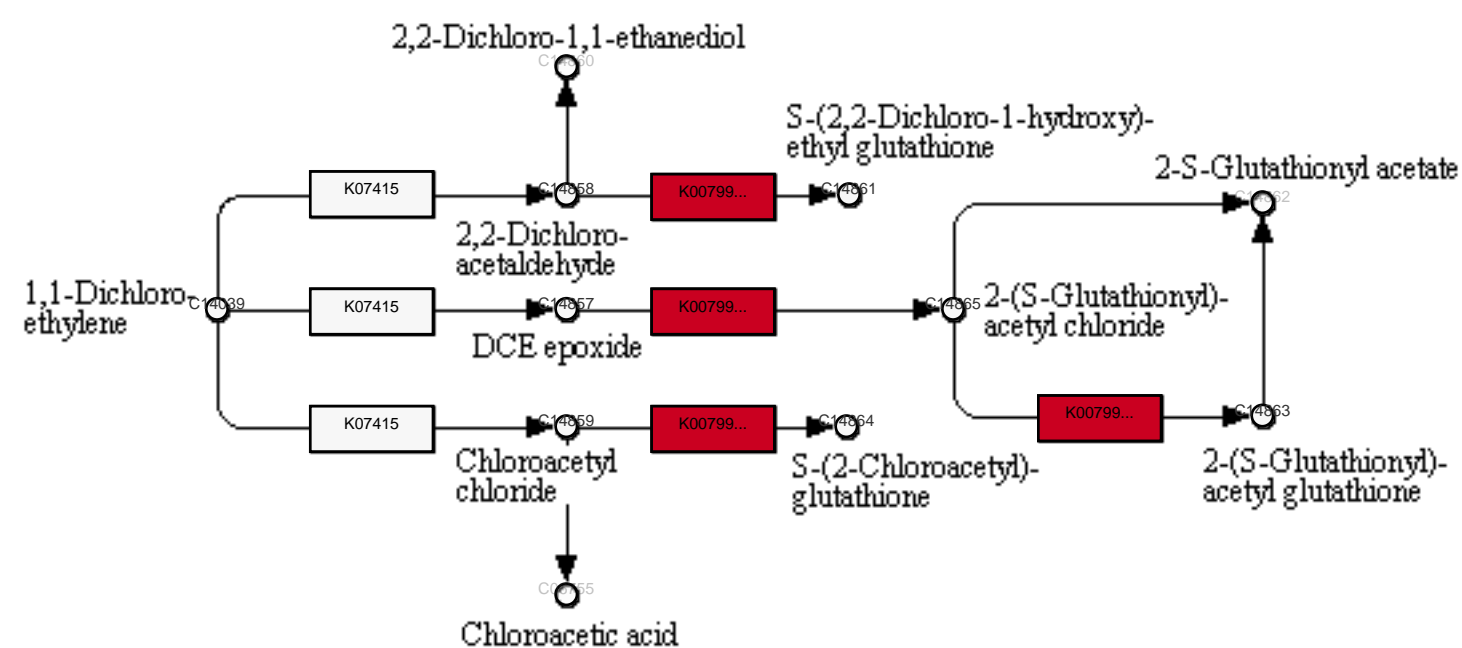 2,2-Dichloro-1,1-ethanediol
C14860
S-(2,2-Dichloro-1-hydroxy)-
ethyl glutathione
2-S-Glutathionyl acetate
K07415
C14858
K00799...
C14861
C14862
2,2-Dichloro-
acetaldehyde
1,1-Dichloro-
ethylene
C14039
K07415
C14857
K00799...
C14865
2-(S-Glutathionyl)-
acetyl chloride
DCE epoxide
K07415
C14859
K00799...
C14864
K00799...
C14863
Chloroacetyl
chloride
S-(2-Chloroacetyl)-
glutathione
2-(S-Glutathionyl)-
acetyl glutathione
Chloroacetic acid